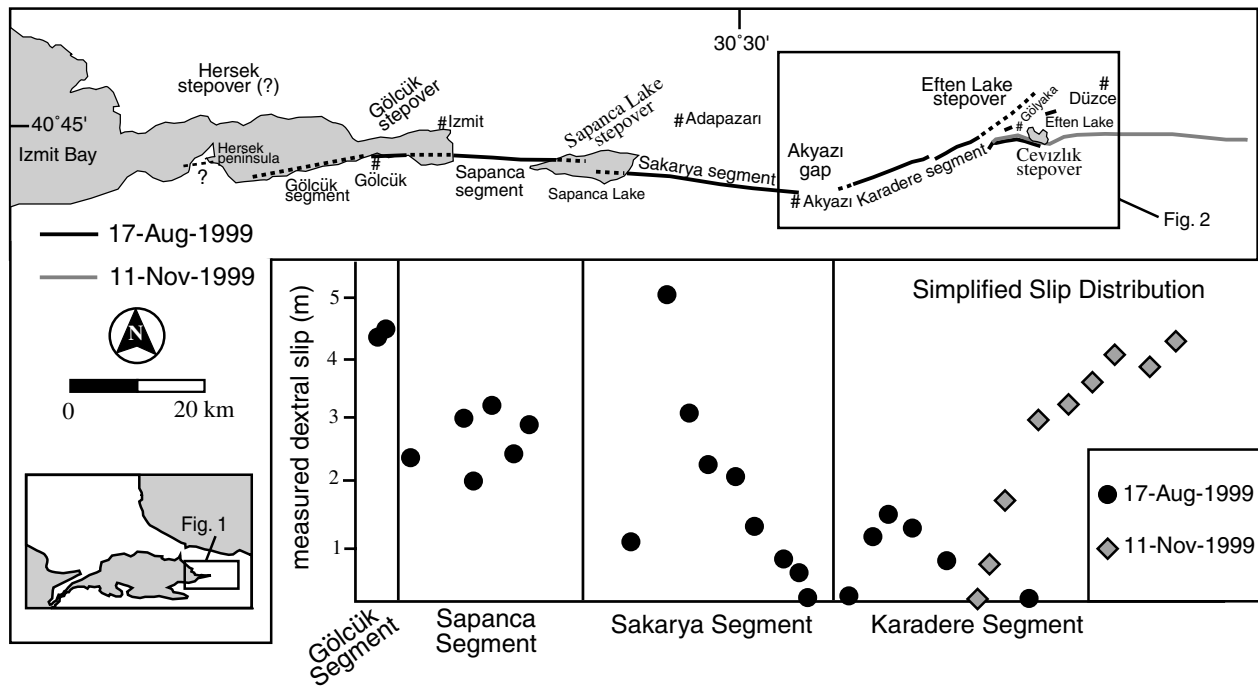 30˚30'
Hersek
stepover (?)
Gölcük
stepover
#Izmit
Sapanca Lake
stepover
#Adapazarı
Eften Lake
stepover
#
Gölyaka
#
Düzce
Eften Lake
40˚45'
Izmit Bay
Hersek
peninsula
?
Gölcük
segment
#
Gölcük
Sapanca
segment
Sapanca Lake
Sakarya segment
Akyazı
gap
#Akyazı
Karadere segment
Cevizlik
stepover
Fig. 2
17-Aug-1999
11-Nov-1999
N
0
20 km
Fig. 1
Simplified Slip Distribution
measured dextral slip (m)
5
4
3
2
1
17-Aug-1999
11-Nov-1999
Gölcük
Segment
Sapanca
Segment
Sakarya Segment
Karadere Segment